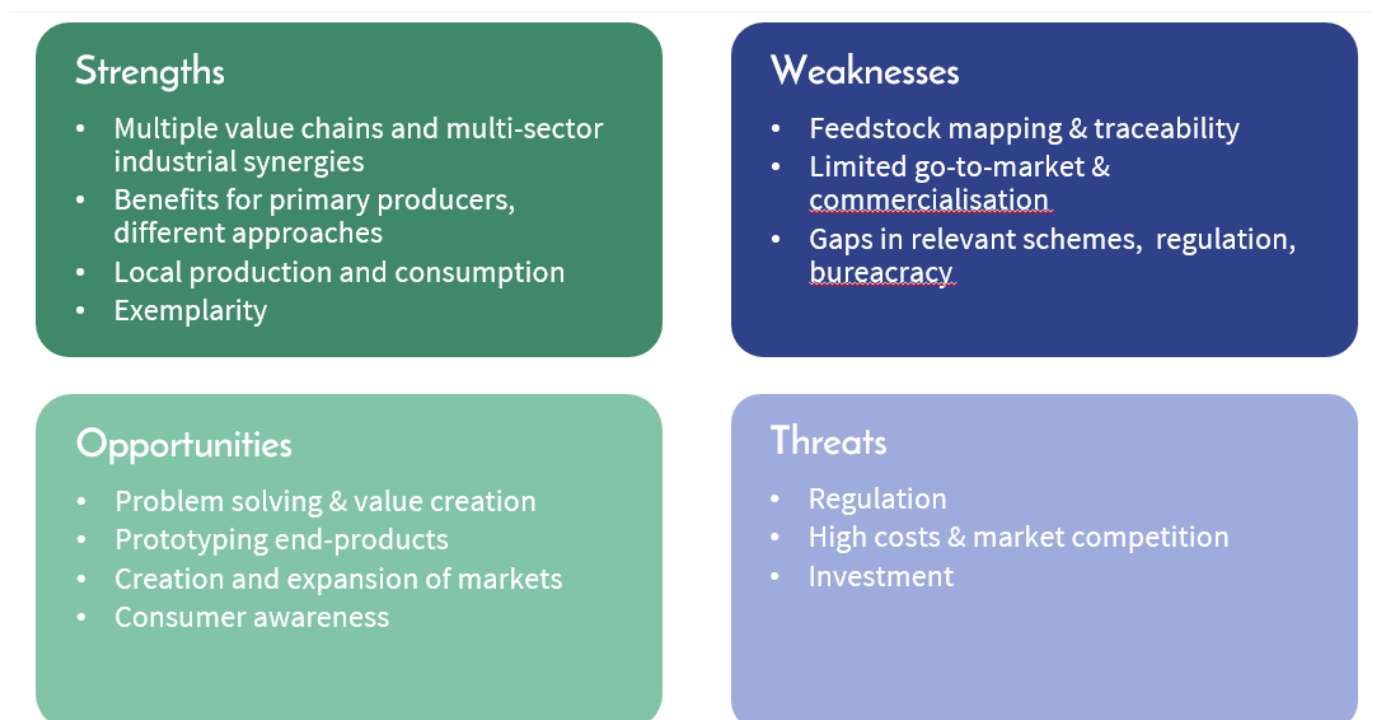 Strengths
• Multiple value chains and multi-sector
industrial synergies
• Benefits for primary producers,
different approaches
• Local production and consumption
• Exemplarity
Weaknesses
• Feedstock mapping & traceability
• Limited go-to-market &
commercialisation
• Gaps in relevant schemes,  regulation,
bureacracy
Opportunities
• Problem solving & value creation
• Prototyping end-products
• Creation and expansion of markets
• Consumer awareness
Threats
• Regulation
• High costs & market competition
• Investment